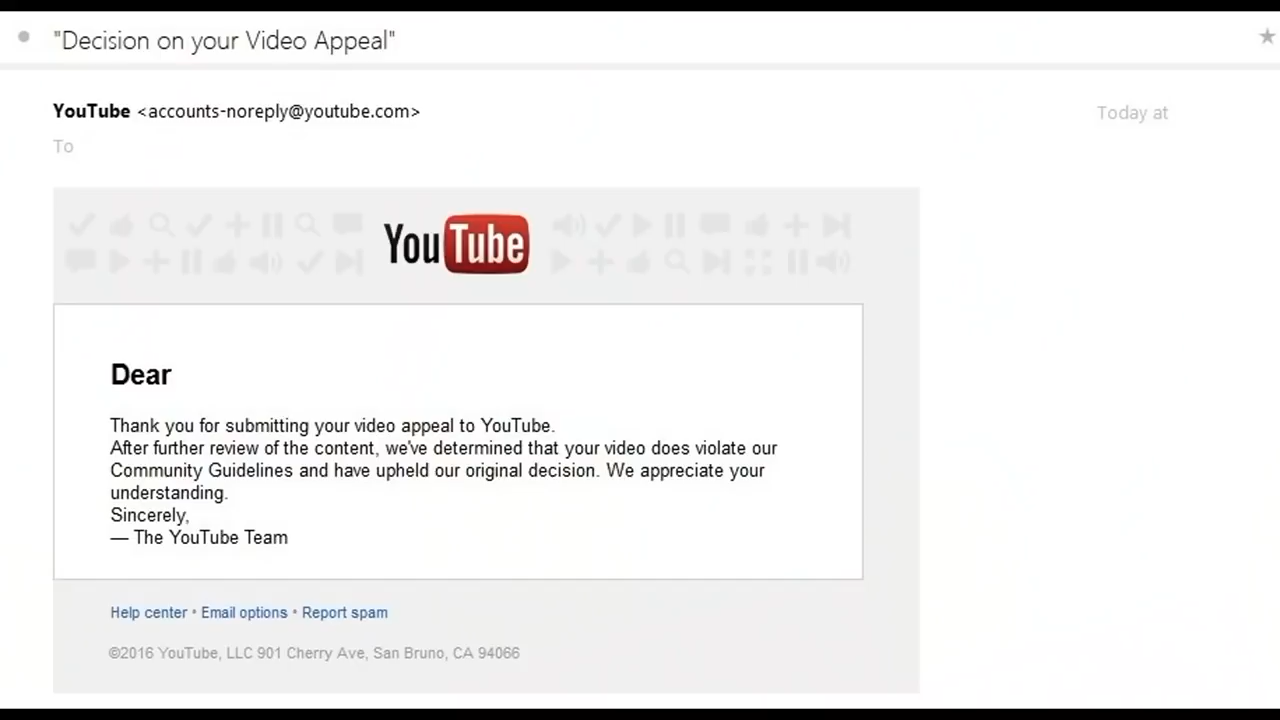 "Decision on your Video Appeal"
YouTube <accounts-noreply@youtube.com>
Today at
To
YouTube
Dear
Thank you for submitting your video appeal to YouTube.
After further review of the content, we've determined that your video does violate our
Community Guidelines and have upheld our original decision. We appreciate your
understanding.
Sincerely,
— The YouTube Team
Help center • Email options • Report spam
©2016 YouTube, LLC 901 Cherry Ave, San Bruno, CA 94066